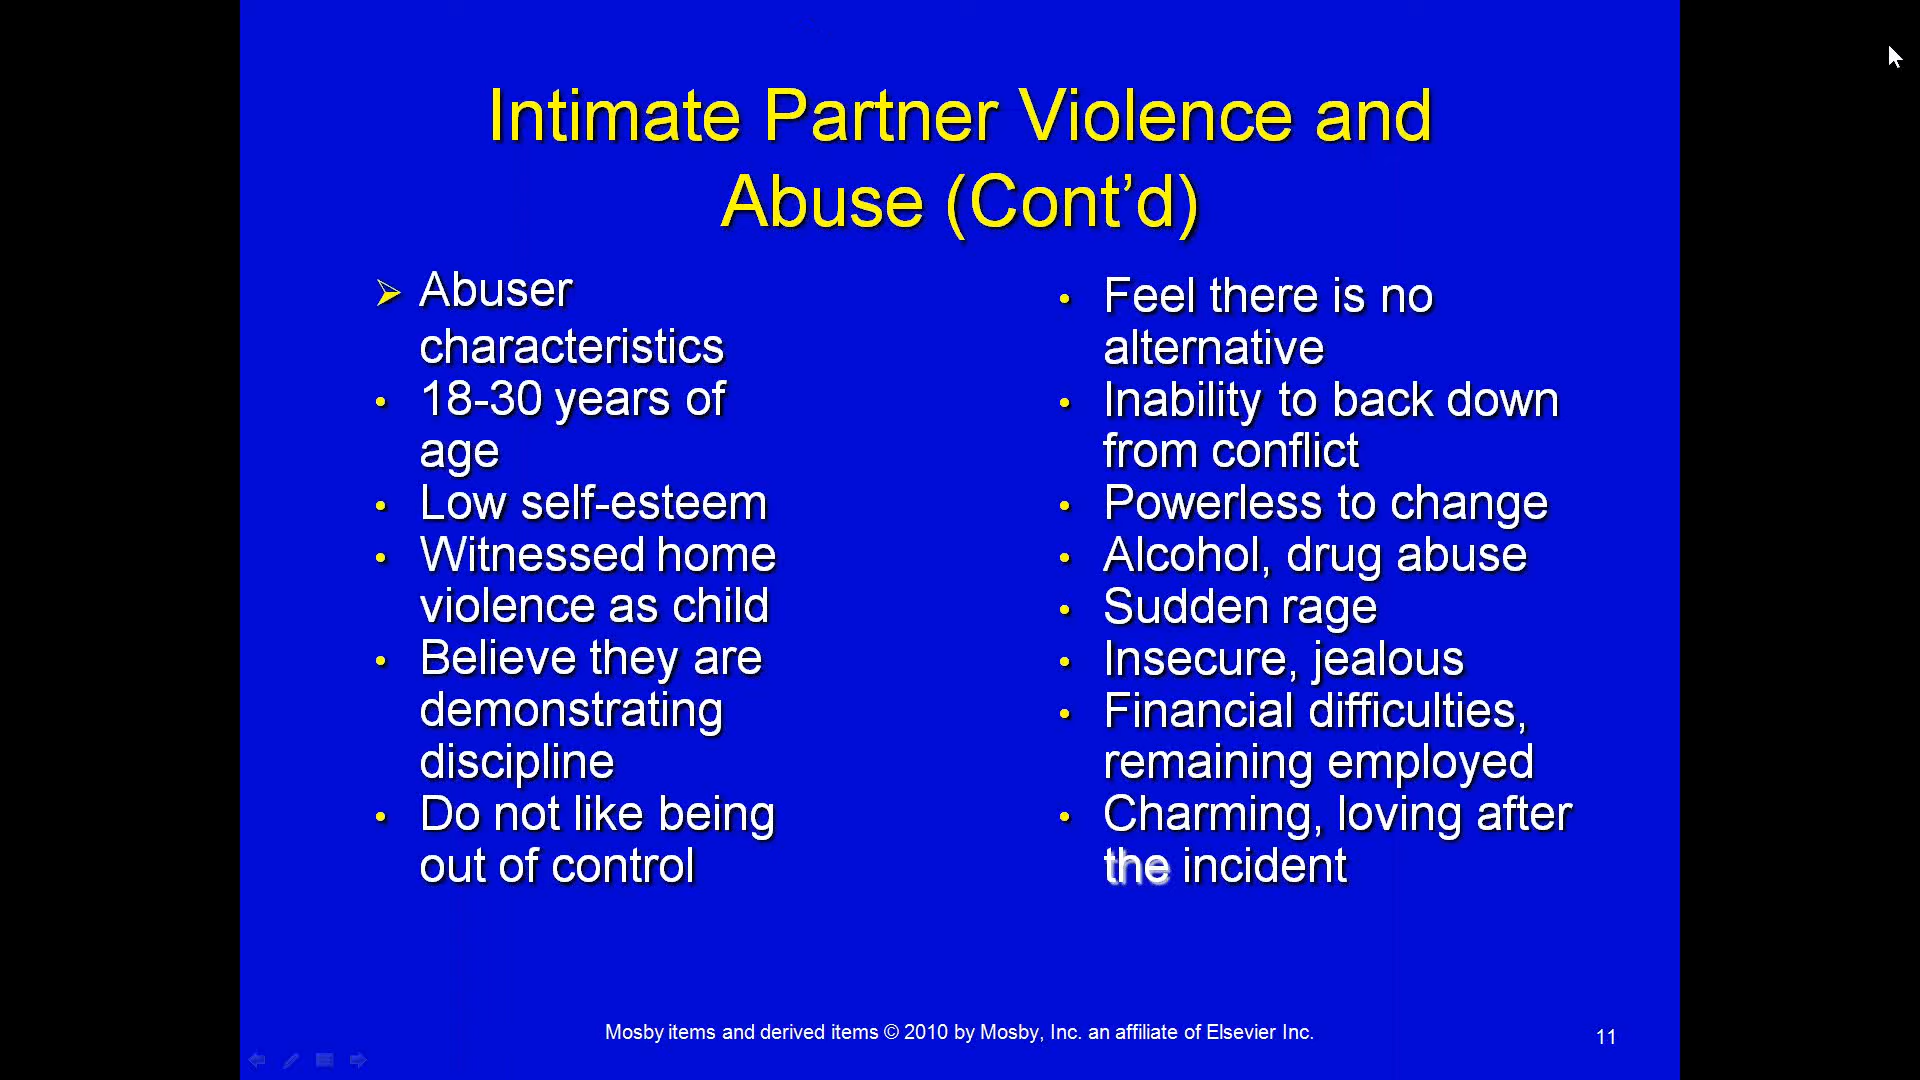 Intimate Partner Violence and
Abuse (Cont’d)
Abuser
characteristics
18-30 years of
age
Low self-esteem
Witnessed home
violence as child
Believe they are
demonstrating
discipline
Do not like being
out of control
Feel there is no
alternative
Inability to back down
from conflict
Powerless to change
Alcohol, drug abuse
Sudden rage
Insecure, jealous
Financial difficulties,
remaining employed
Charming, loving after
the incident
Mosby items and derived items © 2010 by Mosby, Inc. an affiliate of Elsevier Inc.
11